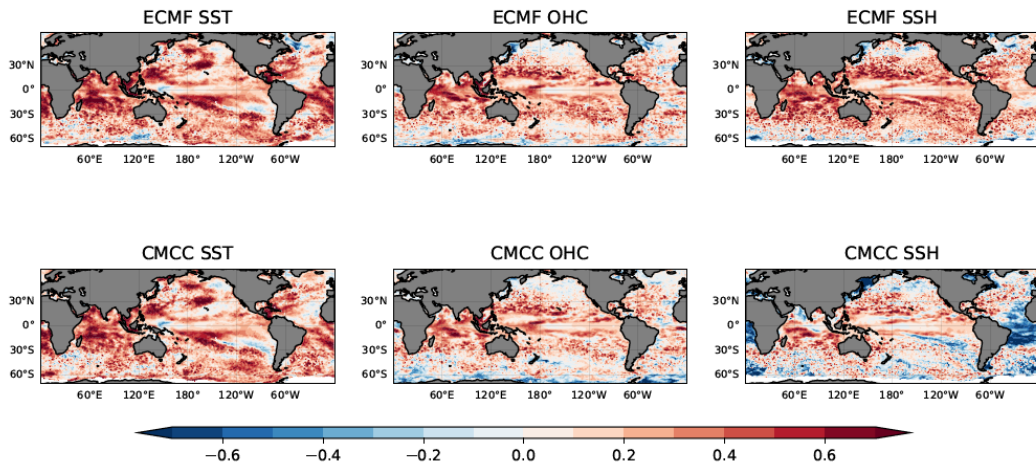 ECMF SST ECMF OHC ECMF SSH
30°N 30°N 30°N
0° 0° 0°
30°S 30°S 30°S
60°S 60°S 60°S
60°E 120°E 180° 120°W 60°W 60°E 120°E 180° 120°W 60°W 60°E 120°E 180° 120°W 60°W
CMCC SST CMCC OHC CMCC SSH
30°N 30°N 30°N
0° 0° 0°
30°S 30°S 30°S
60°S 60°S 60°S
60°E 120°E 180° 120°W 60°W 60°E 120°E 180° 120°W 60°W 60°E 120°E 180° 120°W 60°W
−0.6 −0.4 −0.2 0.0 0.2 0.4 0.6